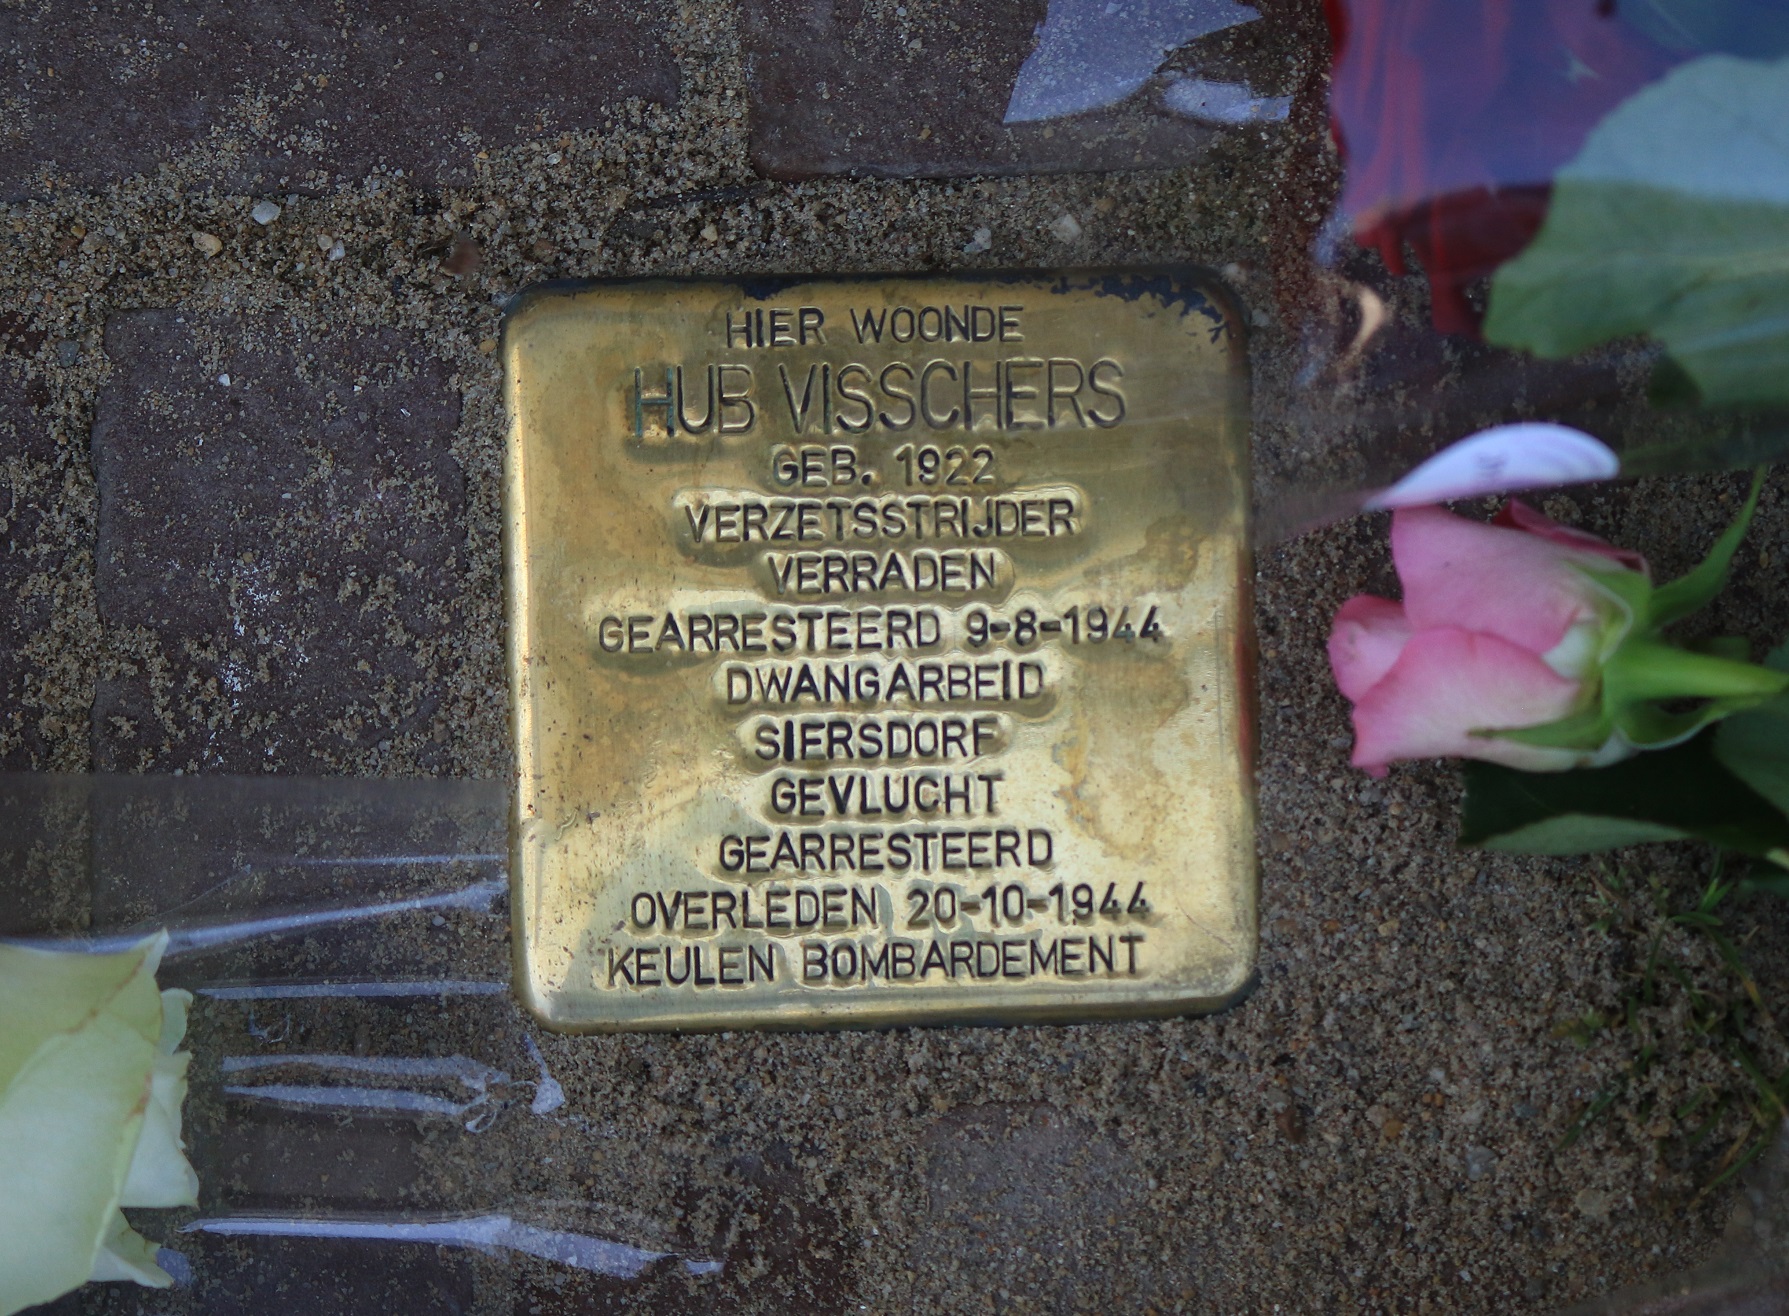 HIER WOONDE
HUB VISSCHERS
GEB. 1922
VERZETSSTRIJDER
VERRADEN
GEARRESTEERD 9-8-1944
DWANGARBEID
SIERSDORF
GEVLUCHT
GEARRESTEERD
OVERLEDEN 20-10-1944
KEULEN BOMBARDEMENT